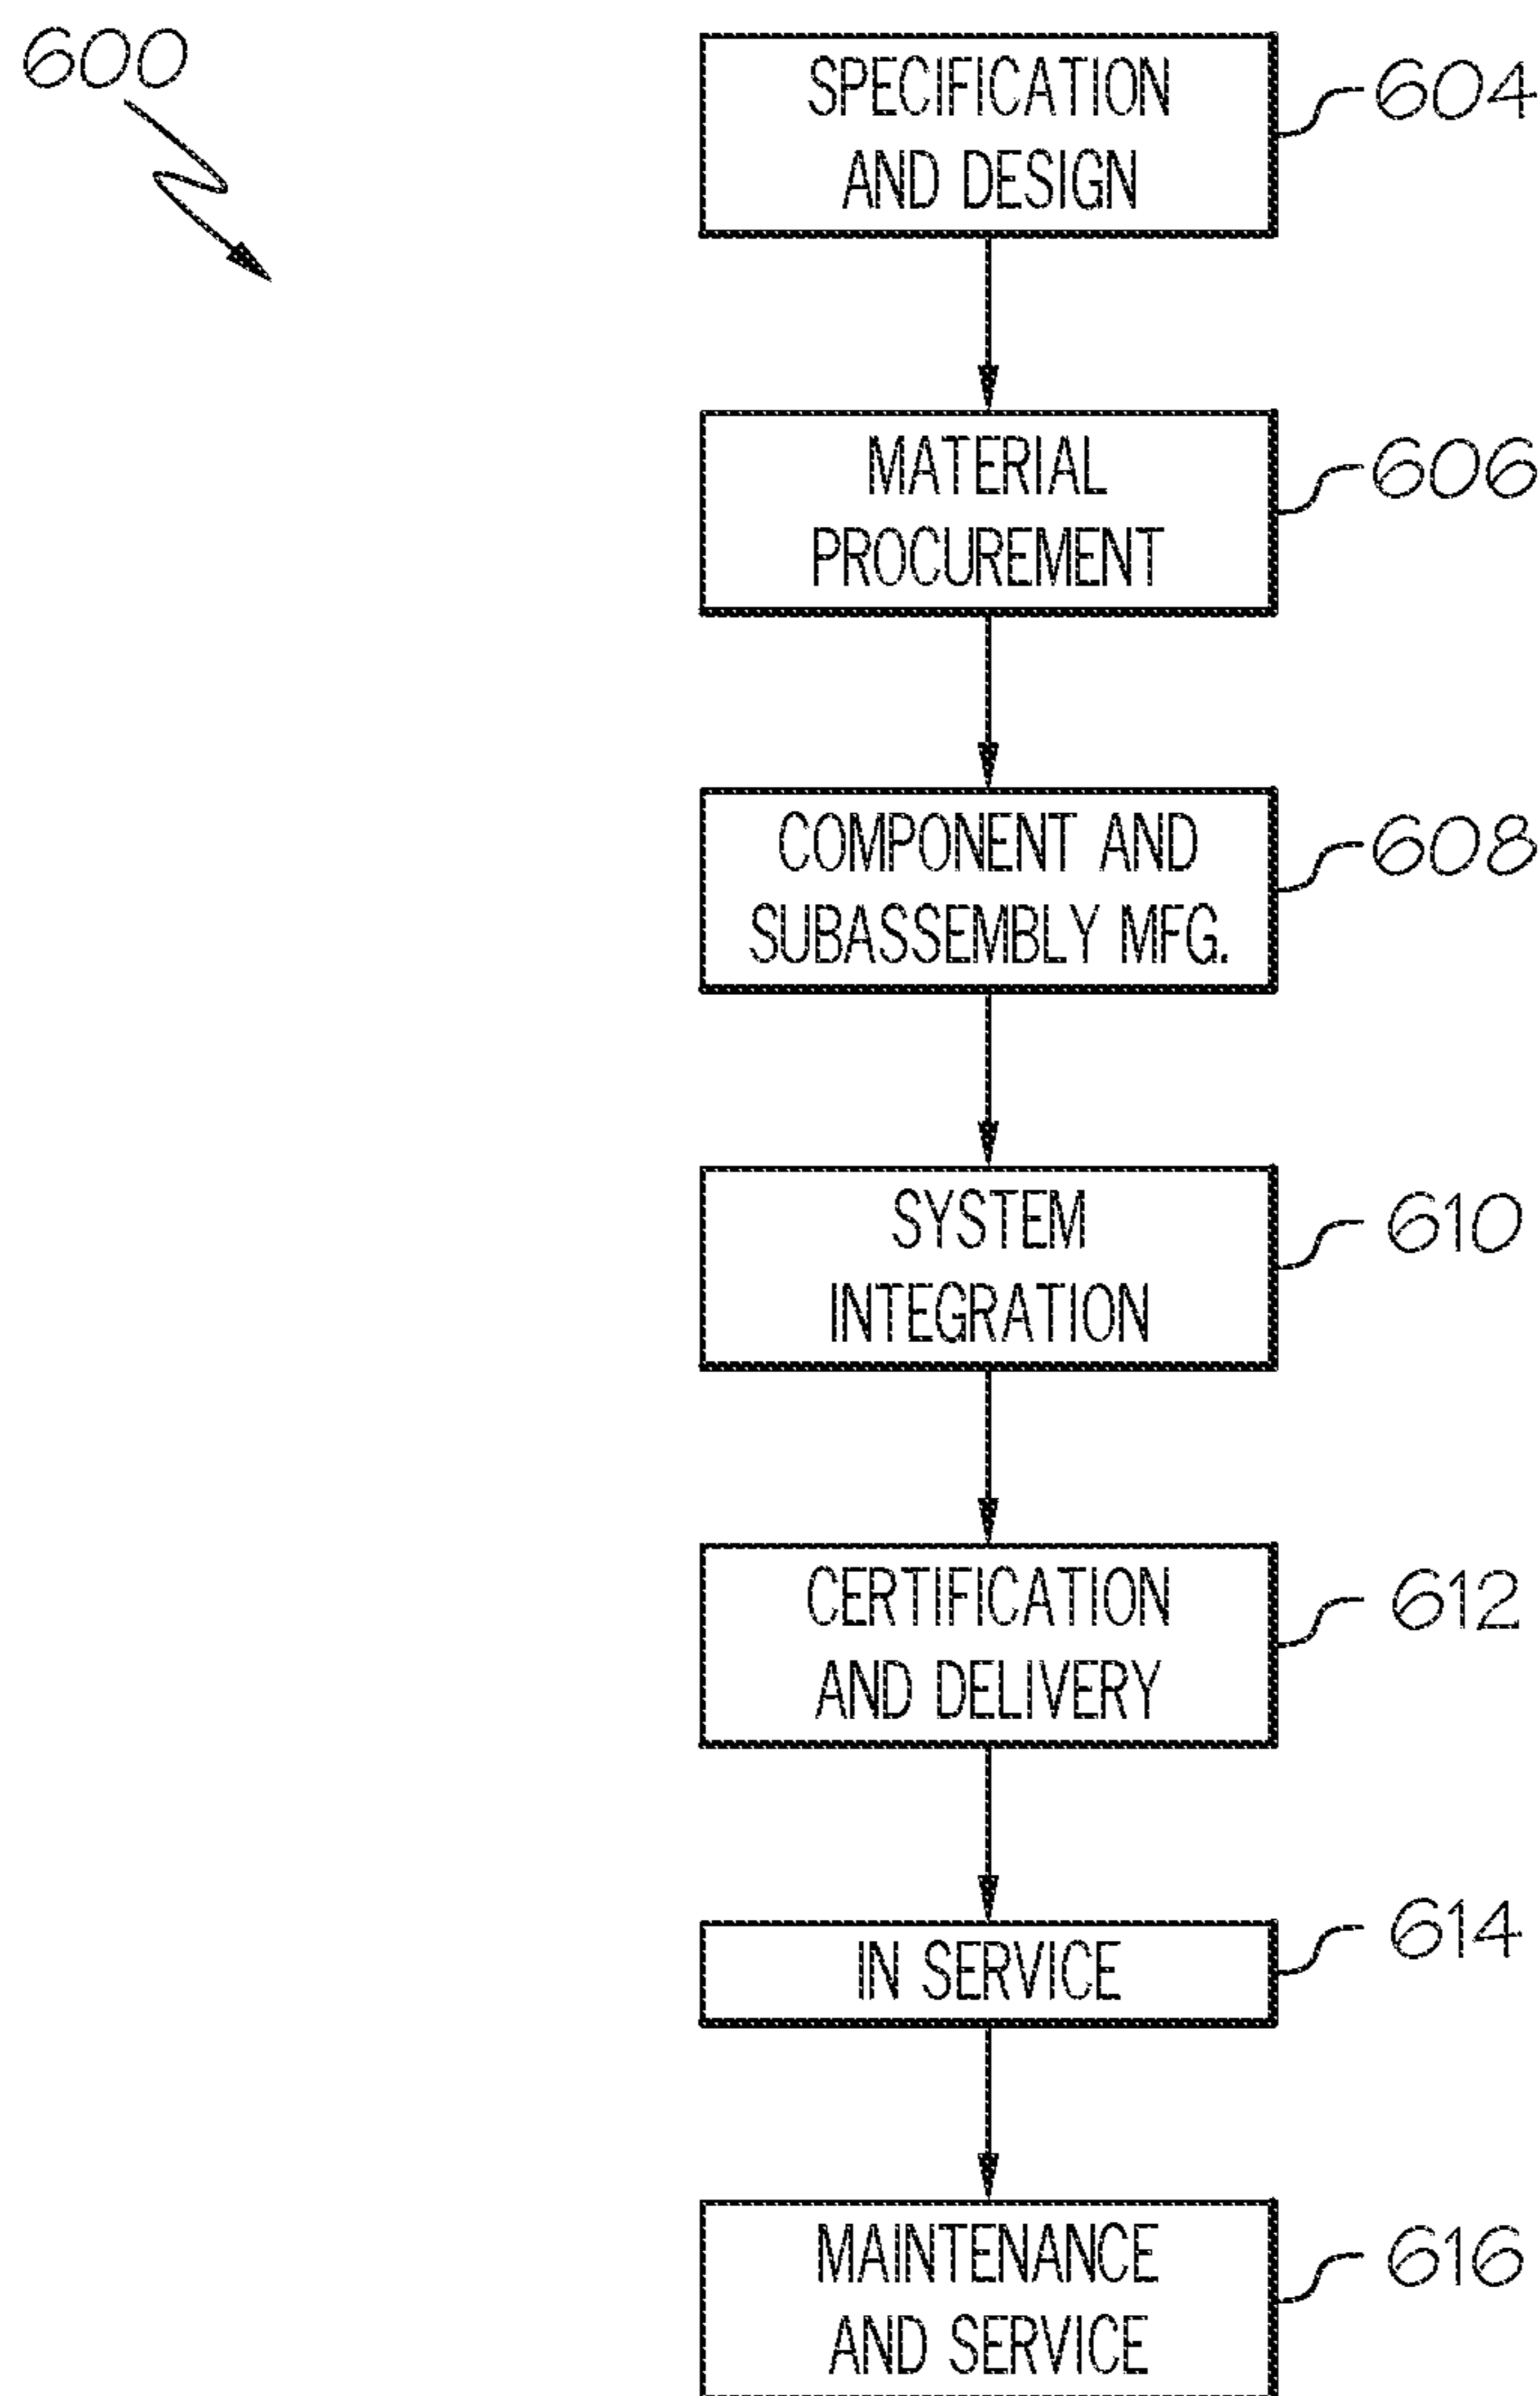 600
SPECIFICATION
AND DESIGN
604
MATERIAL
PROCUREMENT
606
COMPONENT AND
SUBASSEMBLY MFG.
608
SYSTEM
INTEGRATION
610
CERTIFICATION
AND DELIVERY
612
IN SERVICE
614
MAINTENANCE
AND SERVICE
616